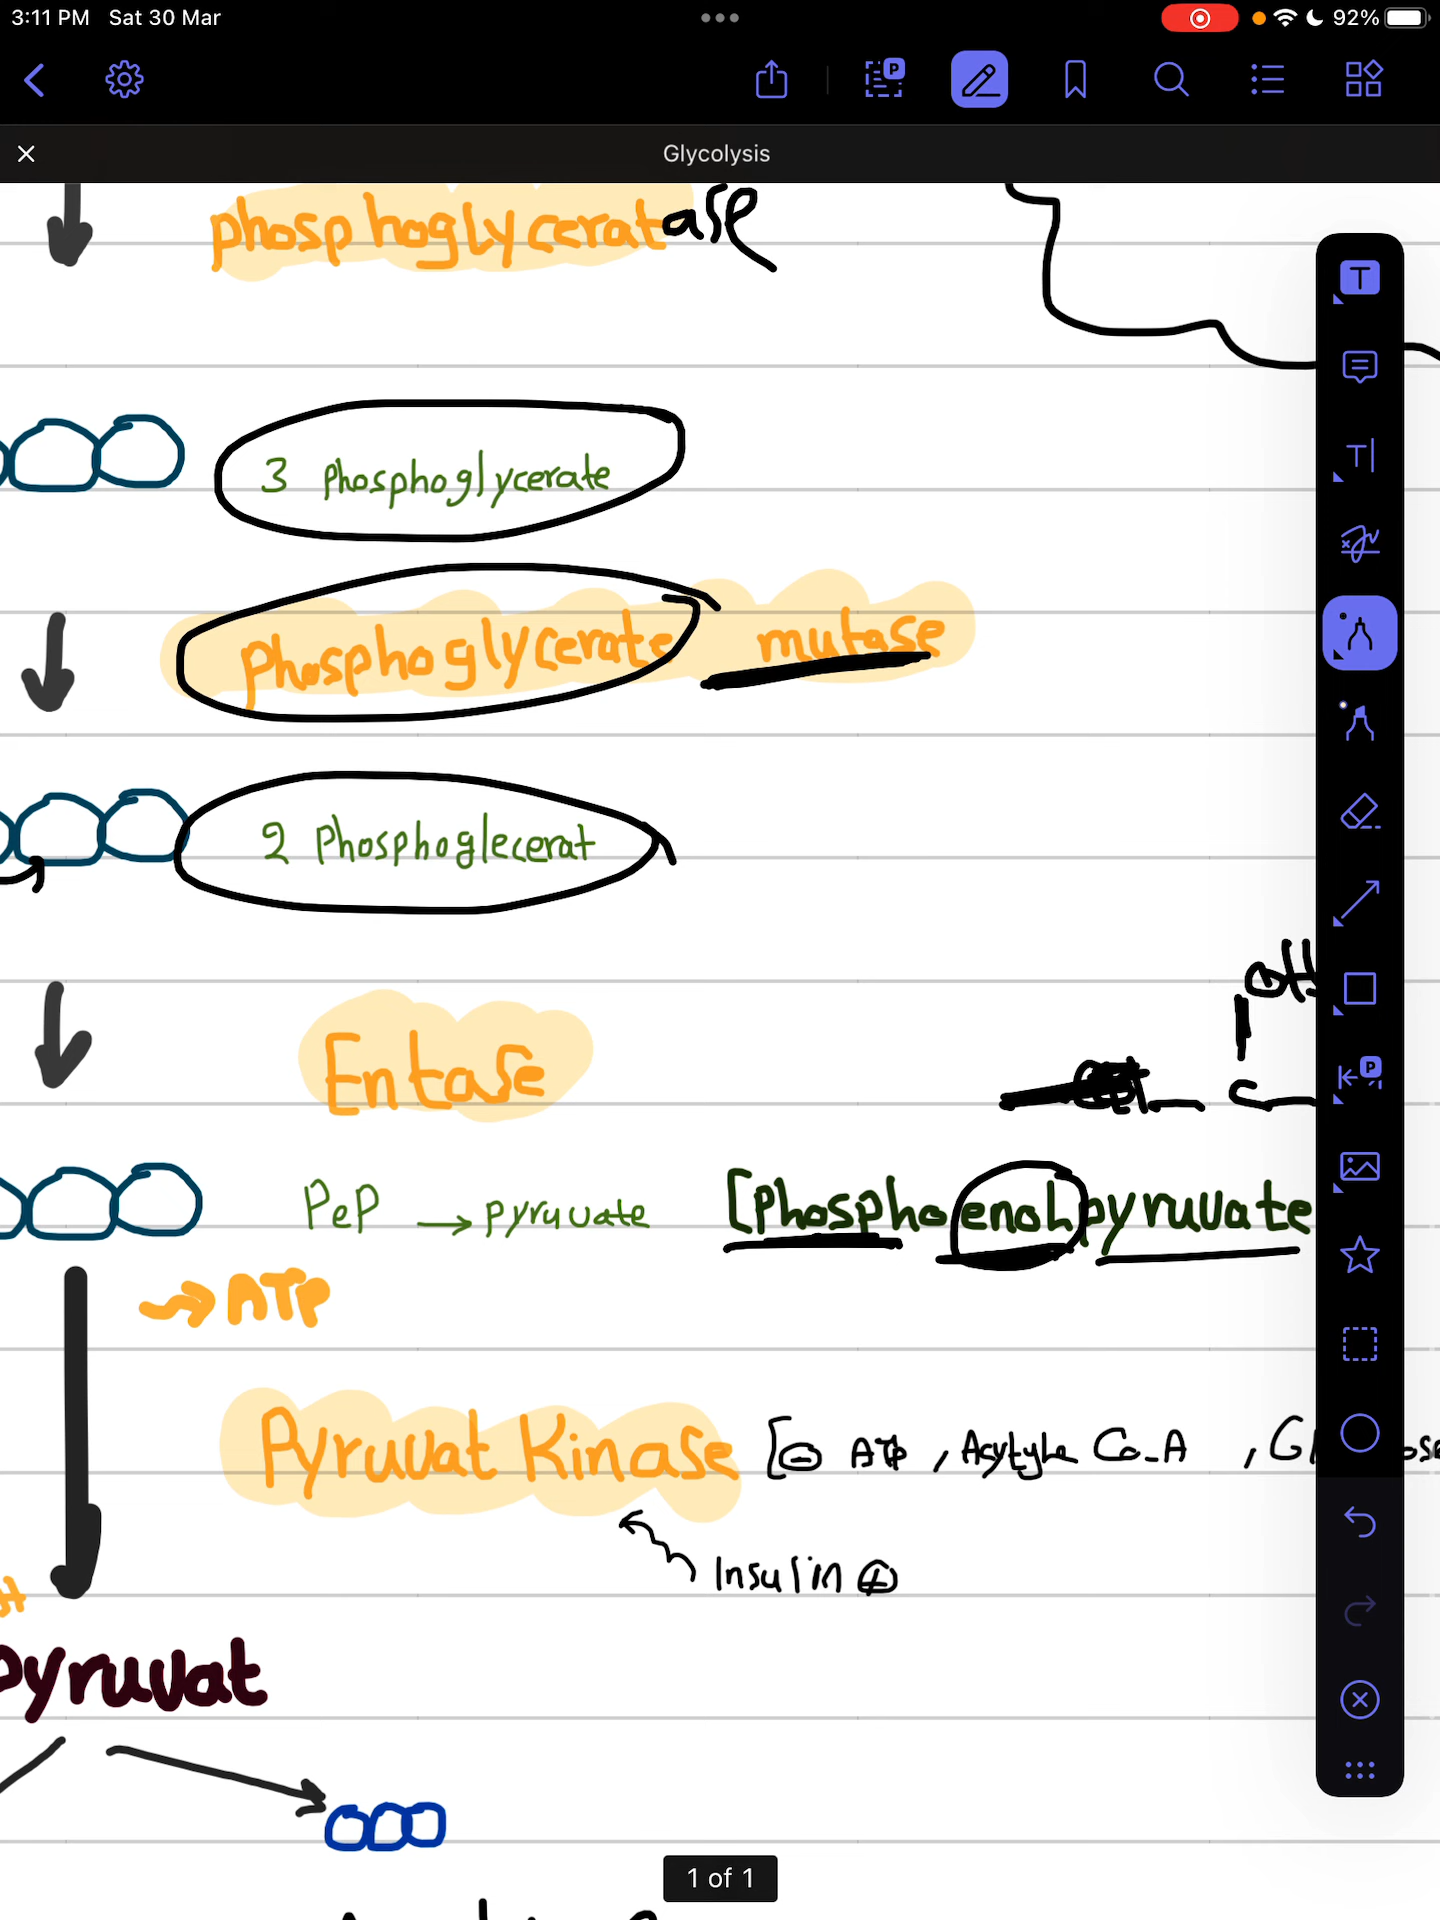 3:11 PM Sat 30 Mar
92%
Glycolysis
phosphoglyceratase
3 Phosphoglycerate
Phosphoglycerate mutase
2 Phosphoglecerat
OH
Entase
C
PeP → pyruvate [Phosphoenolpyruvate
→ ATP
Pyruvat Kinase [⊖ ATP, Acytyle Co-A, G
Insulin ⊕
pyruvat
1 of 1